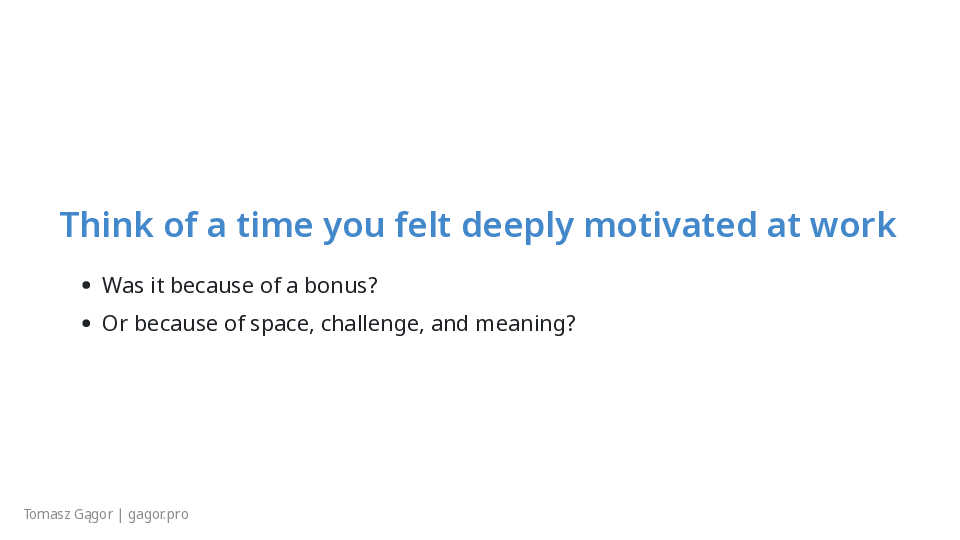 Think of a time you felt deeply motivated at work
• Was it because of a bonus?
• Or because of space, challenge, and meaning?
Tomasz Gągor | gagor.pro